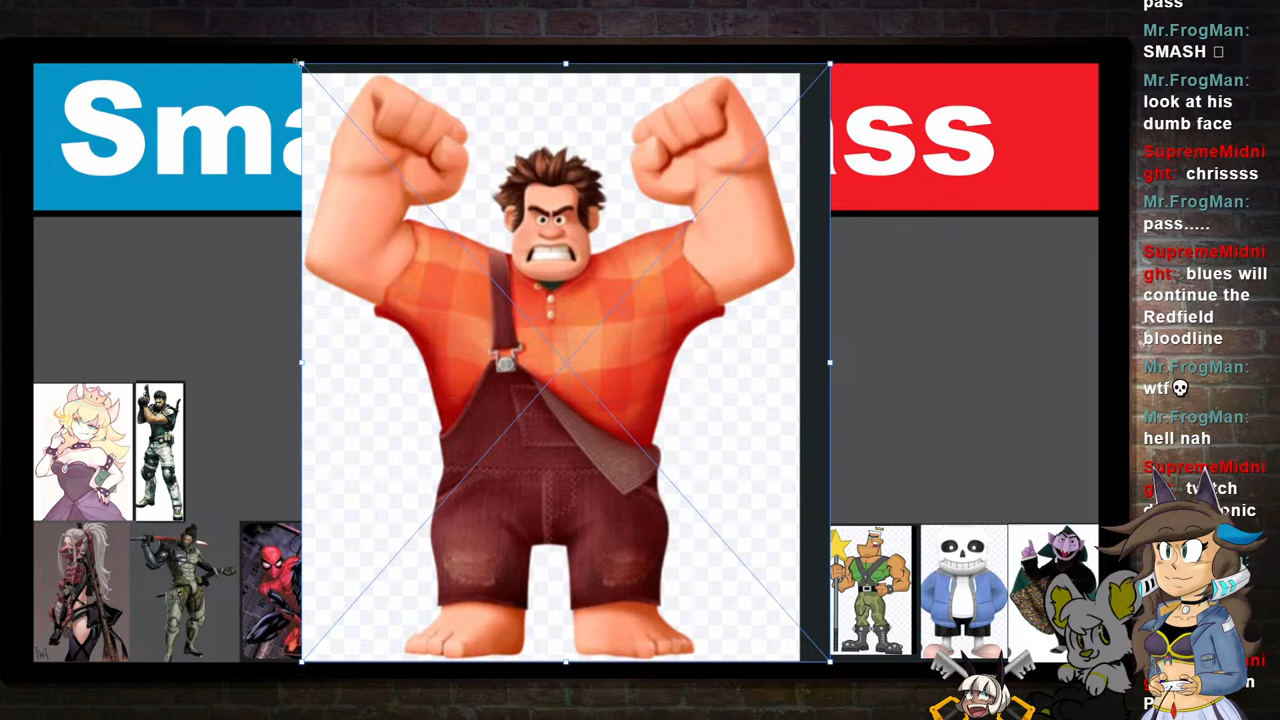 Sma
ass
pass
Mr.FrogMan:
SMASH
Mr.FrogMan:
look at his
dumb face
SupremeMidni
ght: chrissss
Mr.FrogMan:
pass.....
SupremeMidni
ght: blues will
continue the
Redfield
bloodline
Mr.FrogMan:
wtf💀
Mr.FrogMan:
hell nah
SupremeMidni